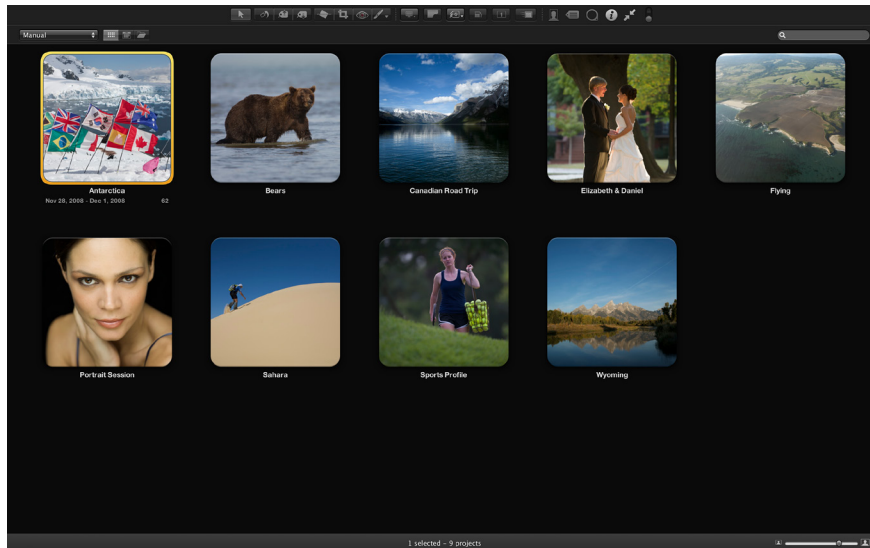 Manual
Antarctica
Nov 28, 2008 - Dec 1, 2008 62
Bears
Canadian Road Trip
Elizabeth & Daniel
Flying
Portrait Session
Sahara
Sports Profile
Wyoming
1 selected - 9 projects